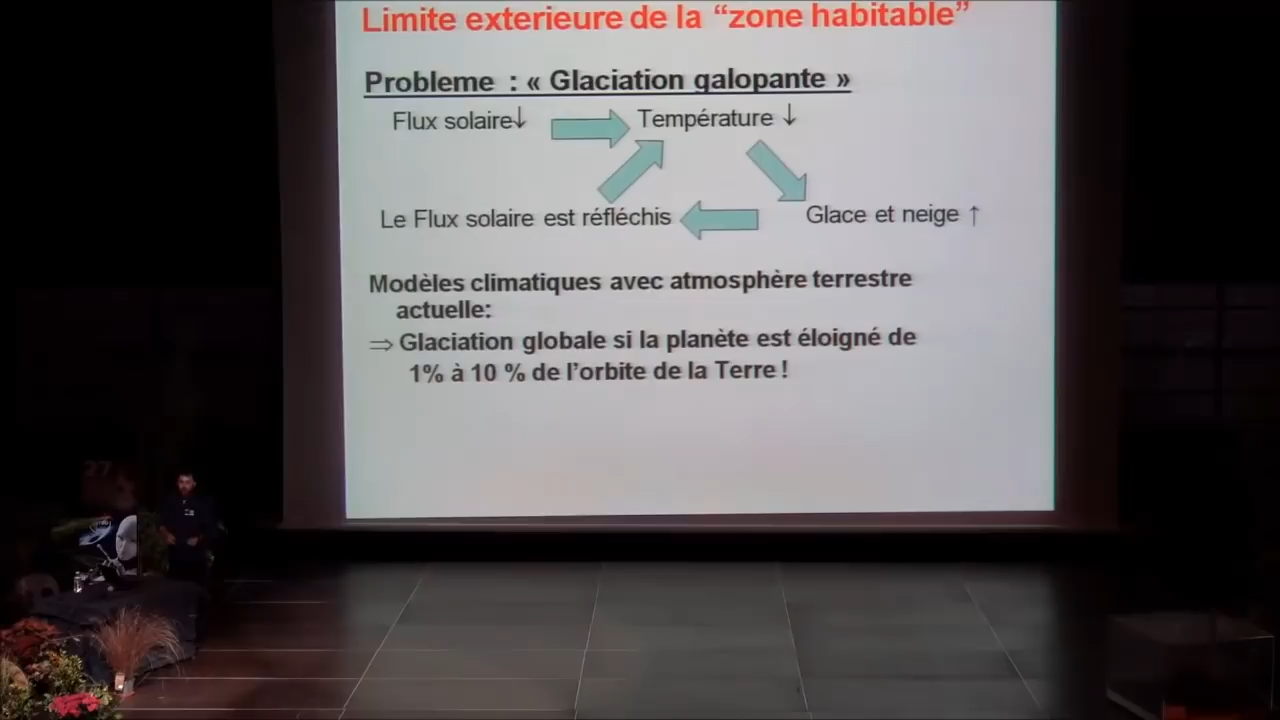 Limite exterieure de la “zone habitable”
Probleme : « Glaciation galopante »
Flux solaire↓ Température ↓
Le Flux solaire est réfléchis Glace et neige ↑
Modèles climatiques avec atmosphère terrestre
actuelle:
⇒ Glaciation globale si la planète est éloigné de
1% à 10 % de l’orbite de la Terre !
27